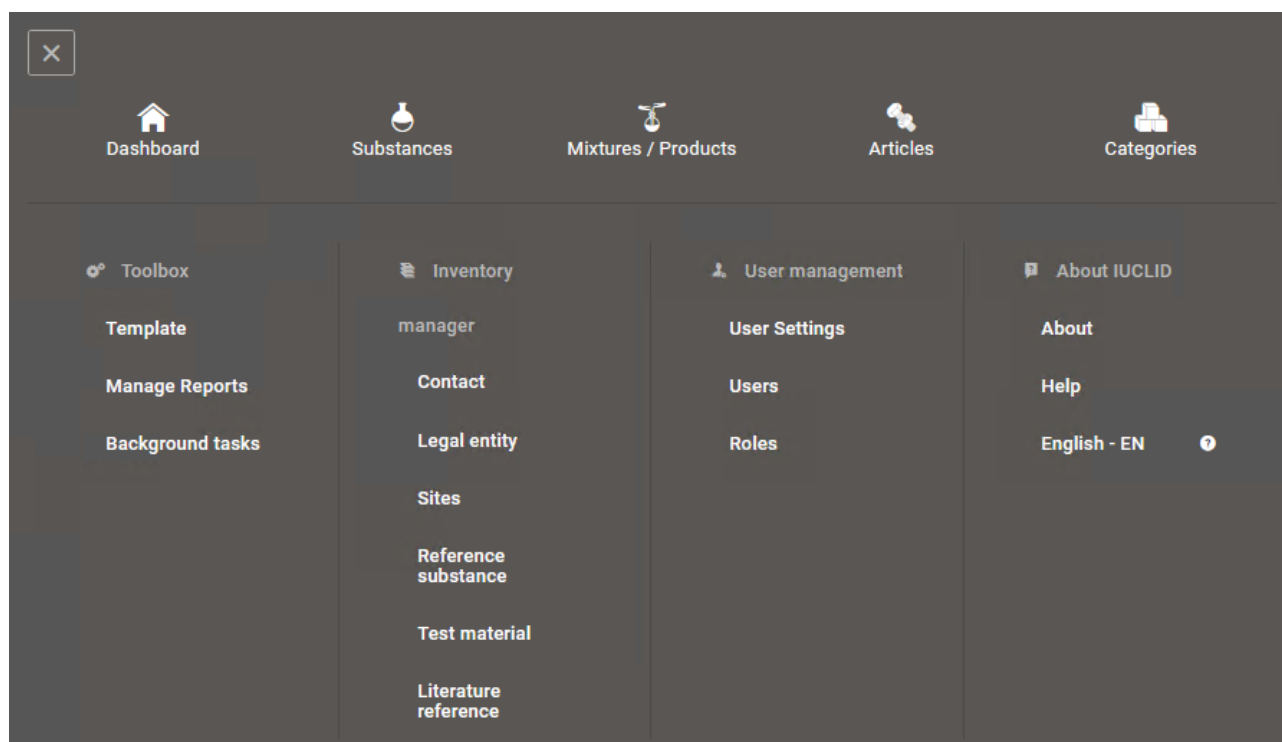 Dashboard
Substances
Mixtures / Products
Articles
Categories
Toolbox
Template
Manage Reports
Background tasks
Inventory
manager
Contact
Legal entity
Sites
Reference
substance
Test material
Literature
reference
User management
User Settings
Users
Roles
About IUCLID
About
Help
English - EN